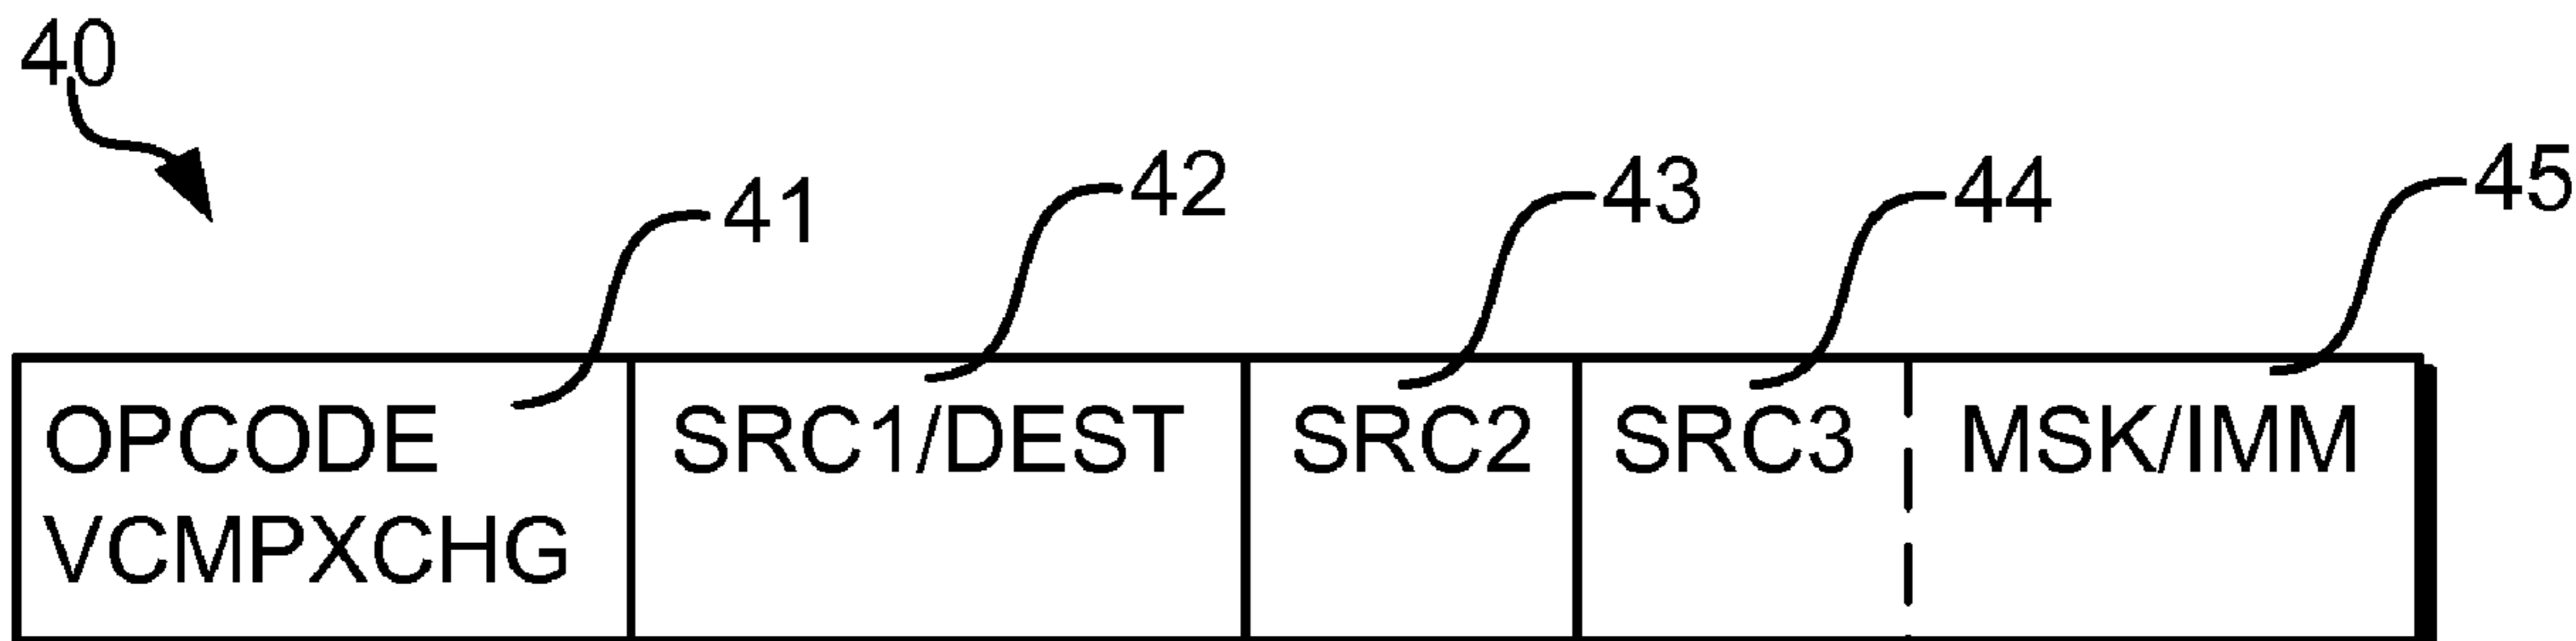 40
41
42
43
44
45
OPCODE VCMPXCHG
SRC1/DEST
SRC2
SRC3
MSK/IMM